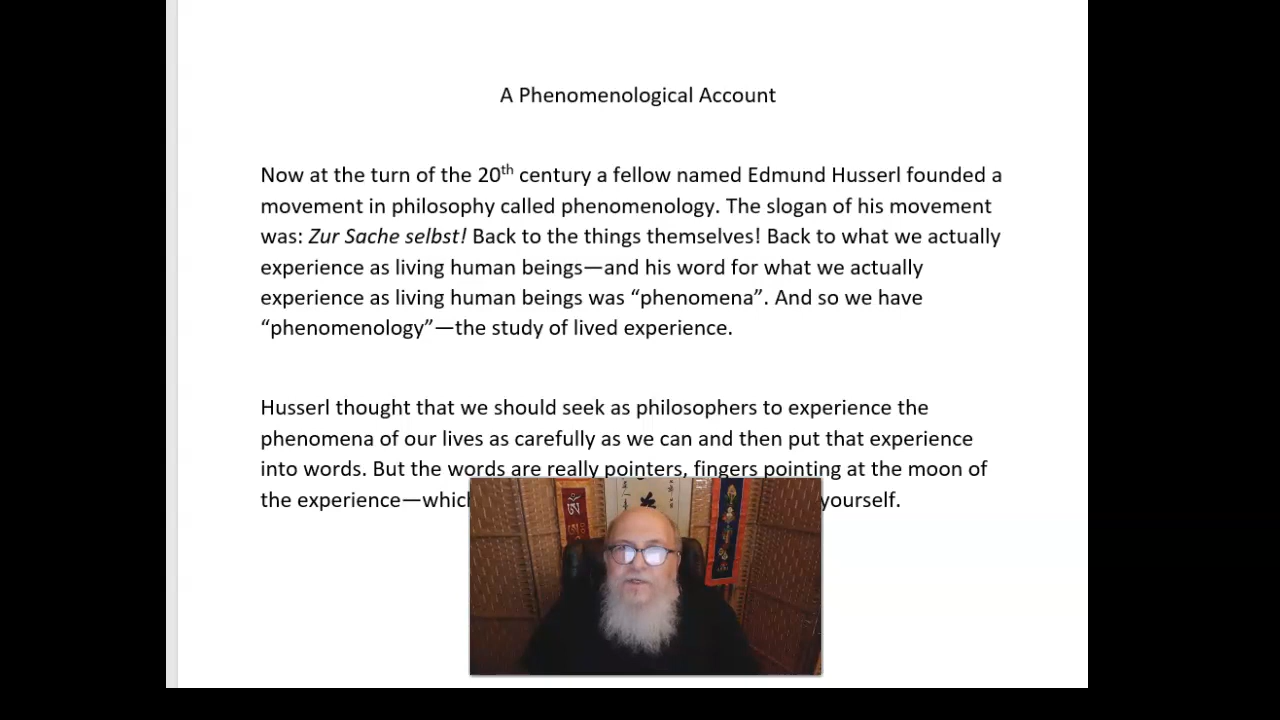 A Phenomenological Account
Now at the turn of the 20th century a fellow named Edmund Husserl founded a
movement in philosophy called phenomenology. The slogan of his movement
was: Zur Sache selbst! Back to the things themselves! Back to what we actually
experience as living human beings—and his word for what we actually
experience as living human beings was “phenomena”. And so we have
“phenomenology”—the study of lived experience.
Husserl thought that we should seek as philosophers to experience the
phenomena of our lives as carefully as we can and then put that experience
into words. But the words are really pointers, fingers pointing at the moon of
the experience—which yourself.